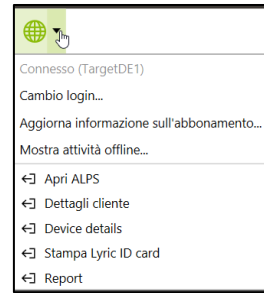 Connesso (TargetDE1)
Cambio login...
Aggiorna informazione sull'abbonamento...
Mostra attività offline...
Apri ALPS
Dettagli cliente
Device details
Stampa Lyric ID card
Report